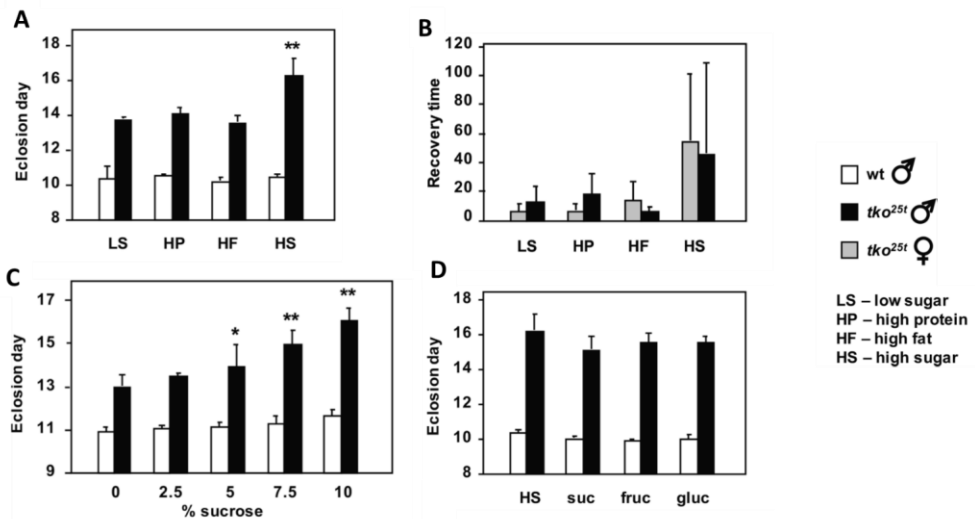 A
Eclosion day
18
16
14
12
10
8
**
LS HP HF HS
B
Recovery time
120
100
80
60
40
20
0
LS HP HF HS
wt ♂
tko25t ♂
tko25t ♀
LS – low sugar
HP – high protein
HF – high fat
HS – high sugar
C
Eclosion day
17
15
13
11
9
* ** **
0 2.5 5 7.5 10
% sucrose
D
Eclosion day
18
16
14
12
10
8
HS suc fruc gluc